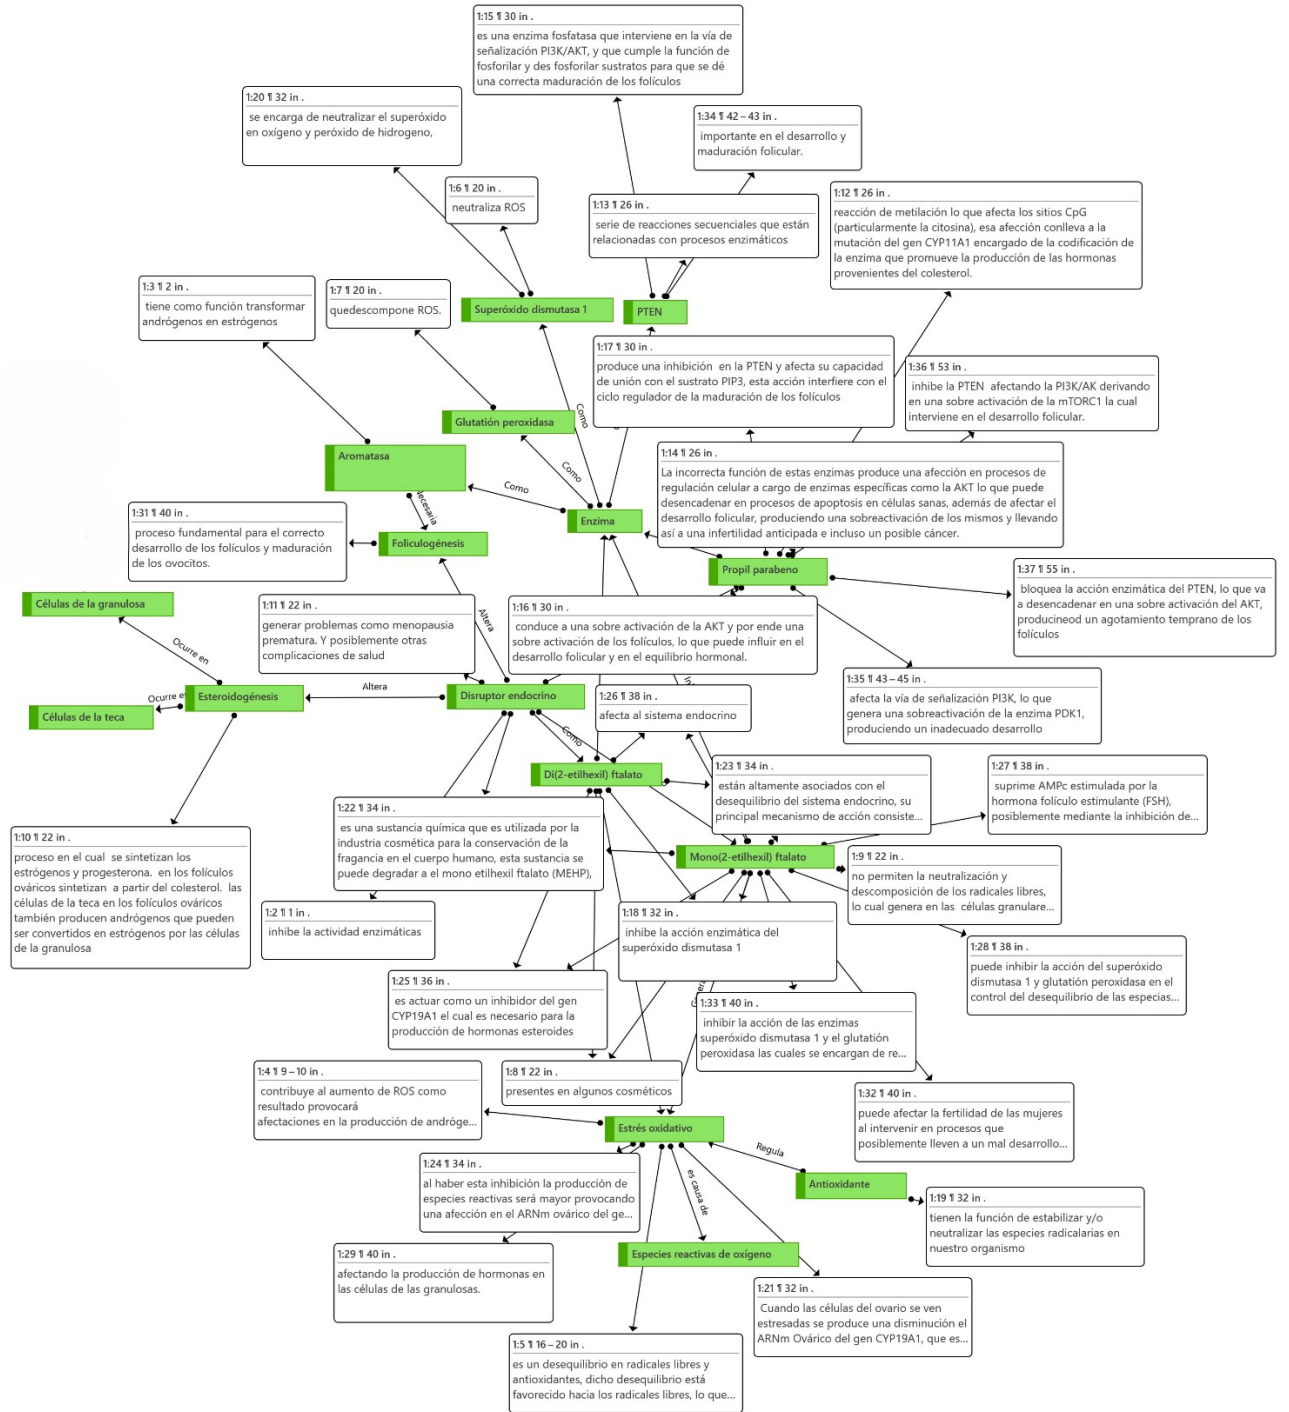 1:15 ¶ 30 in .
es una enzima fosfatasa que interviene en la vía de
señalización PI3K/AKT, y que cumple la función de
fosforilar y des fosforilar sustratos para que se dé
una correcta maduración de los folículos
1:20 ¶ 32 in .
se encarga de neutralizar el superóxido
en oxígeno y peróxido de hidrogeno,
1:34 ¶ 42 – 43 in .
importante en el desarrollo y
maduración folicular.
1:6 ¶ 20 in .
neutraliza ROS
1:13 ¶ 26 in .
serie de reacciones secuenciales que están
relacionadas con procesos enzimáticos
1:12 ¶ 26 in .
reacción de metilación lo que afecta los sitios CpG
(particularmente la citosina), esa afección conlleva a la
mutación del gen CYP11A1 encargado de la codificación de
la enzima que promueve la producción de las hormonas
provenientes del colesterol.
1:3 ¶ 2 in .
tiene como función transformar
andrógenos en estrógenos
1:7 ¶ 20 in .
quedescompone ROS.
Superóxido dismutasa 1
PTEN
1:17 ¶ 30 in .
produce una inhibición en la PTEN y afecta su capacidad
de unión con el sustrato PIP3, esta acción interfiere con el
ciclo regulador de la maduración de los folículos
1:36 ¶ 53 in .
inhibe la PTEN afectando la PI3K/AK derivando
en una sobre activación de la mTORC1 la cual
interviene en el desarrollo folicular.
Glutatión peroxidasa
Como
Aromatasa
Como
Como
1:14 ¶ 26 in .
La incorrecta función de estas enzimas produce una afección en procesos de
regulación celular a cargo de enzimas específicas como la AKT lo que puede
desencadenar en procesos de apoptosis en células sanas, además de afectar el
desarrollo folicular, produciendo una sobreactivación de los mismos y llevando
así a una infertilidad anticipada e incluso un posible cáncer.
Necesaria
Enzima
1:31 ¶ 40 in .
proceso fundamental para el correcto
desarrollo de los folículos y maduración
de los ovocitos.
Foliculogénesis
Propil parabeno
1:37 ¶ 55 in .
bloquea la acción enzimática del PTEN, lo que va
a desencadenar en una sobre activación del AKT,
producineod un agotamiento temprano de los
folículos
Células de la granulosa
Ocurre en
1:11 ¶ 22 in .
generar problemas como menopausia
prematura. Y posiblemente otras
complicaciones de salud
Altera
1:16 ¶ 30 in .
conduce a una sobre activación de la AKT y por ende una
sobre activación de los folículos, lo que puede influir en el
desarrollo folicular y en el equilibrio hormonal.
1:35 ¶ 43 – 45 in .
afecta la vía de señalización PI3K, lo que
genera una sobreactivación de la enzima PDK1,
produciendo un inadecuado desarrollo
Esteroidogénesis
Altera
Disruptor endocrino
Células de la teca
Ocurre e
1:26 ¶ 38 in .
afecta al sistema endocrino
Como
Di(2-etilhexil) ftalato
1:23 ¶ 34 in .
están altamente asociados con el
desequilibrio del sistema endocrino, su
principal mecanismo de acción consiste...
1:27 ¶ 38 in .
suprime AMPc estimulada por la
hormona folículo estimulante (FSH),
posiblemente mediante la inhibición de...
1:22 ¶ 34 in .
es una sustancia química que es utilizada por la
industria cosmética para la conservación de la
fragancia en el cuerpo humano, esta sustancia se
puede degradar a el mono etilhexil ftalato (MEHP),
Mono(2-etilhexil) ftalato
1:10 ¶ 22 in .
proceso en el cual se sintetizan los
estrógenos y progesterona. en los folículos
ováricos sintetizan a partir del colesterol. las
células de la teca en los folículos ováricos
también producen andrógenos que pueden
ser convertidos en estrógenos por las células
de la granulosa
1:9 ¶ 22 in .
no permiten la neutralización y
descomposición de los radicales libres,
lo cual genera en las células granulare...
1:2 ¶ 1 in .
inhibe la actividad enzimáticas
1:18 ¶ 32 in .
inhibe la acción enzimática del
superóxido dismutasa 1
1:28 ¶ 38 in .
puede inhibir la acción del superóxido
dismutasa 1 y glutatión peroxidasa en el
control del desequilibrio de las especias...
1:25 ¶ 36 in .
es actuar como un inhibidor del gen
CYP19A1 el cual es necesario para la
producción de hormonas esteroides
1:33 ¶ 40 in .
inhibir la acción de las enzimas
superóxido dismutasa 1 y el glutatión
peroxidasa las cuales se encargan de re...
1:4 ¶ 9 – 10 in .
contribuye al aumento de ROS como
resultado provocará
afectaciones en la producción de andróge...
1:8 ¶ 22 in .
presentes en algunos cosméticos
1:32 ¶ 40 in .
puede afectar la fertilidad de las mujeres
al intervenir en procesos que
posiblemente lleven a un mal desarrollo...
Estrés oxidativo
Regula
1:24 ¶ 34 in .
al haber esta inhibición la producción de
especies reactivas será mayor provocando
una afección en el ARNm ovárico del ge...
es causa de
Antioxidante
1:19 ¶ 32 in .
tienen la función de estabilizar y/o
neutralizar las especies radicalarias en
nuestro organismo
1:29 ¶ 40 in .
afectando la producción de hormonas en
las células de las granulosas.
Especies reactivas de oxígeno
1:21 ¶ 32 in .
Cuando las células del ovario se ven
estresadas se produce una disminución el
ARNm Ovárico del gen CYP19A1, que es...
1:5 ¶ 16 – 20 in .
es un desequilibrio en radicales libres y
antioxidantes, dicho desequilibrio está
favorecido hacia los radicales libres, lo que...